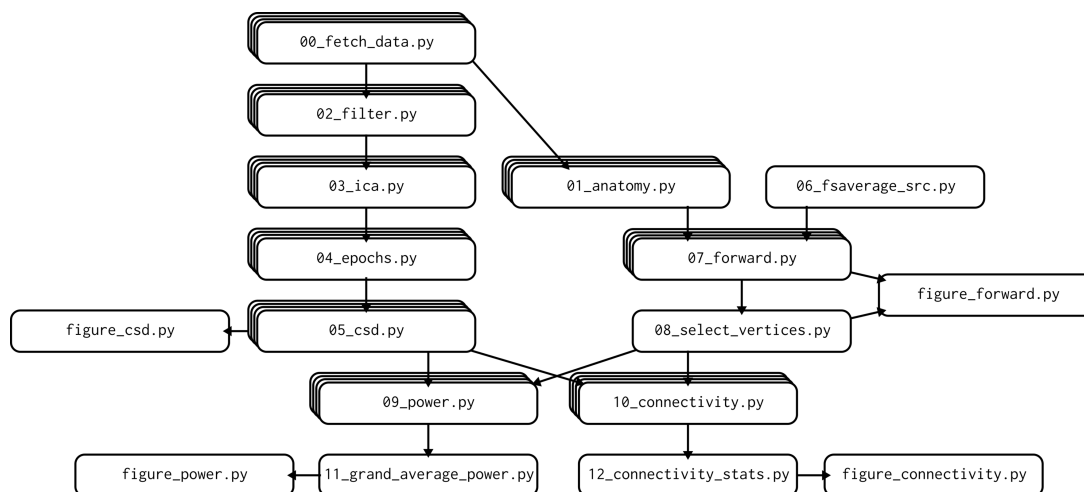 00_fetch_data.py
02_filter.py
03_ica.py
01_anatomy.py
06_fsaverage_src.py
04_epochs.py
07_forward.py
figure_forward.py
figure_csd.py
05_csd.py
08_select_vertices.py
09_power.py
10_connectivity.py
figure_power.py
11_grand_average_power.py
12_connectivity_stats.py
figure_connectivity.py